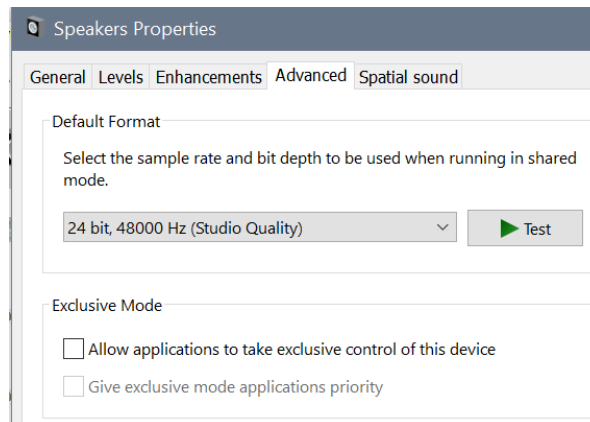 Speakers Properties
General Levels Enhancements Advanced Spatial sound
Default Format
Select the sample rate and bit depth to be used when running in shared
mode.
24 bit, 48000 Hz (Studio Quality)
Test
Exclusive Mode
Allow applications to take exclusive control of this device
Give exclusive mode applications priority